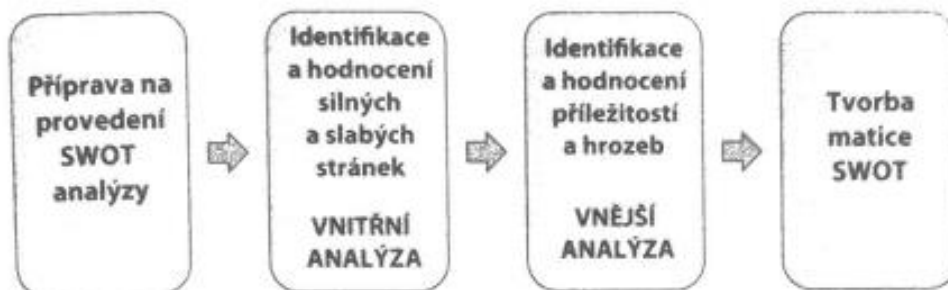 Příprava na
provedení
SWOT
analýzy
Identifikace
a hodnocení
silných
a slabých
stránek
VNITŘNÍ
ANALÝZA
Identifikace
a hodnocení
příležitostí
a hrozeb
VNĚJŠÍ
ANALÝZA
Tvorba
matice
SWOT